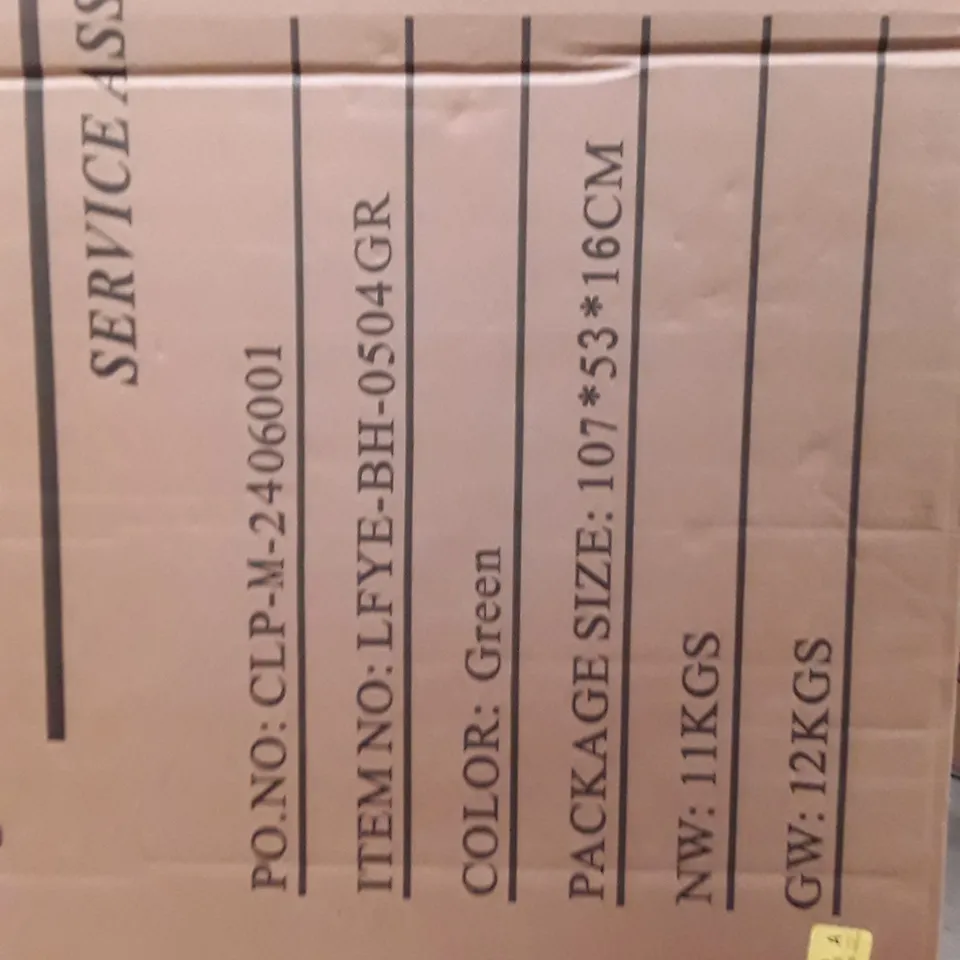 SERVICE ASS
PO.NO: CLP-M-2406001
ITEM NO: LFYE-BH-0504GR
COLOR: Green
PACKAGE SIZE: 107*53*16CM
NW: 11KGS
GW: 12KGS
A